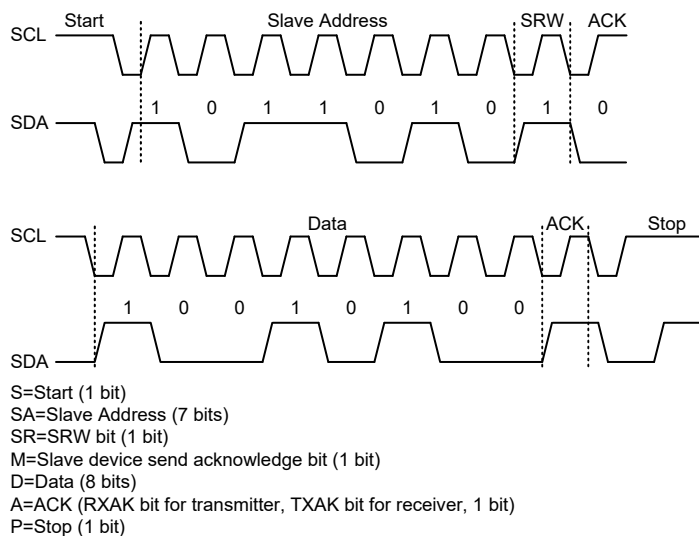 Start Slave Address SRW ACK
SCL
1 0 1 1 0 1 0 1 0
SDA
Data ACK Stop
SCL
1 0 0 1 0 1 0 0
SDA
S=Start (1 bit)
SA=Slave Address (7 bits)
SR=SRW bit (1 bit)
M=Slave device send acknowledge bit (1 bit)
D=Data (8 bits)
A=ACK (RXAK bit for transmitter, TXAK bit for receiver, 1 bit)
P=Stop (1 bit)